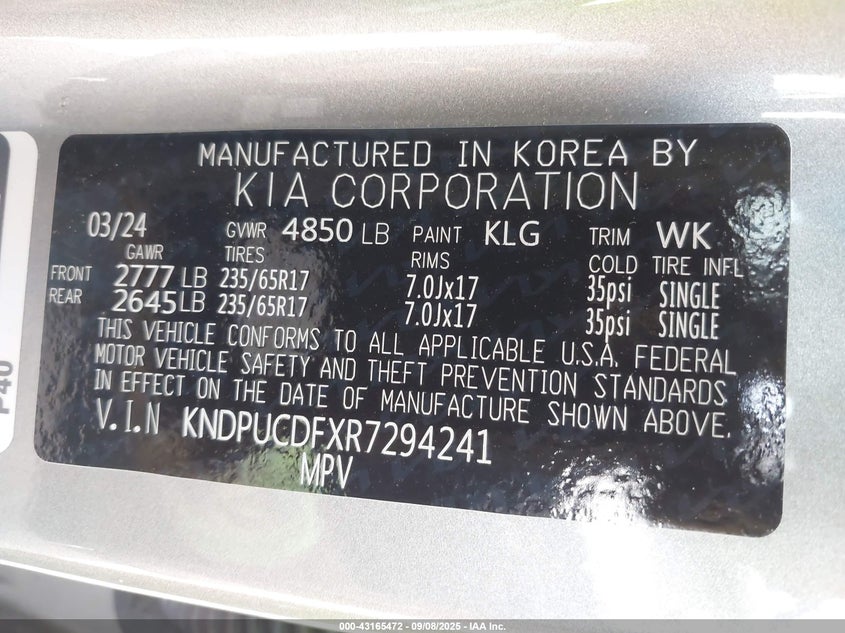 MANUFACTURED IN KOREA BY
KIA CORPORATION
03/24 GVWR 4850 LB PAINT KLG TRIM WK
GAWR TIRES RIMS COLD TIRE INFL
FRONT 2777 LB 235/65R17 7.0Jx17 35psi SINGLE
REAR 2645 LB 235/65R17 7.0Jx17 35psi SINGLE
THIS VEHICLE CONFORMS TO ALL APPLICABLE U.S.A. FEDERAL
MOTOR VEHICLE SAFETY AND THEFT PREVENTION STANDARDS
IN EFFECT ON THE DATE OF MANUFACTURE SHOWN ABOVE.
V.I.N KNDPUCDFXR7294241
MPV
P40
000-43165472 - 09/08/2025 - IAA Inc.